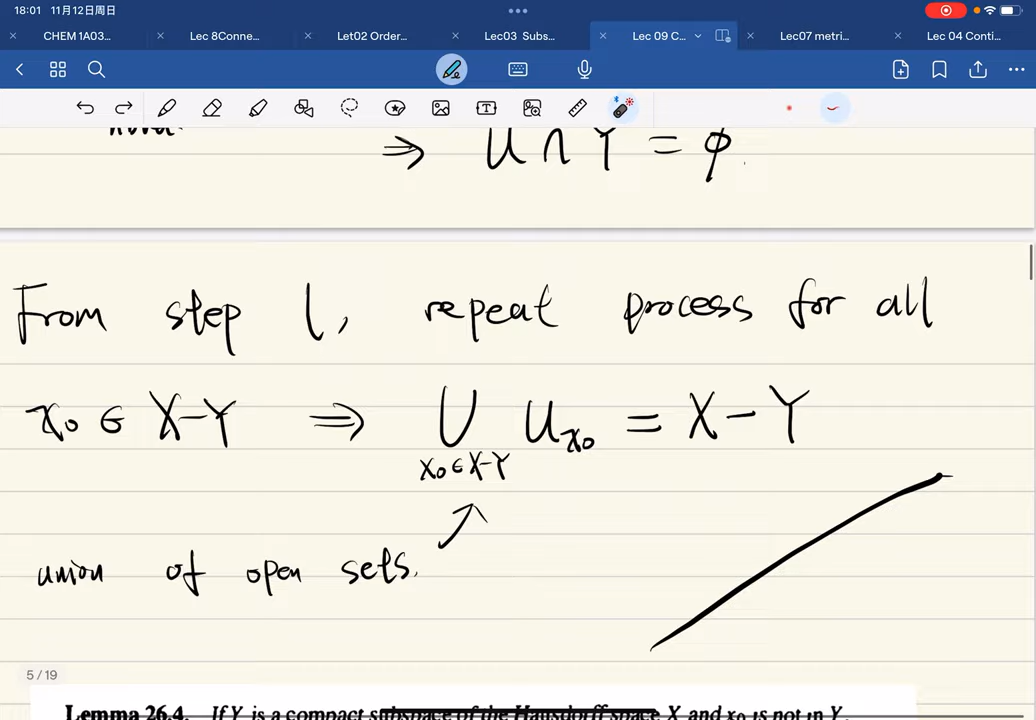 18:01 11月12日周日
CHEM 1A03...
Lec 8Conne...
Let02 Order...
Lec03 Subs...
Lec 09 C...
Lec07 metri...
Lec 04 Conti...
⇒ U ∩ Y = ϕ.
From step 1, repeat process for all
x₀ ∈ X-Y ⇒ ⋃ U_{x₀} = X - Y
x₀ ∈ X-Y
union of open sets.
5 / 19
Lemma 26.4. If Y is a compact subspace of the Hausdorff space X and x₀ is not in Y,